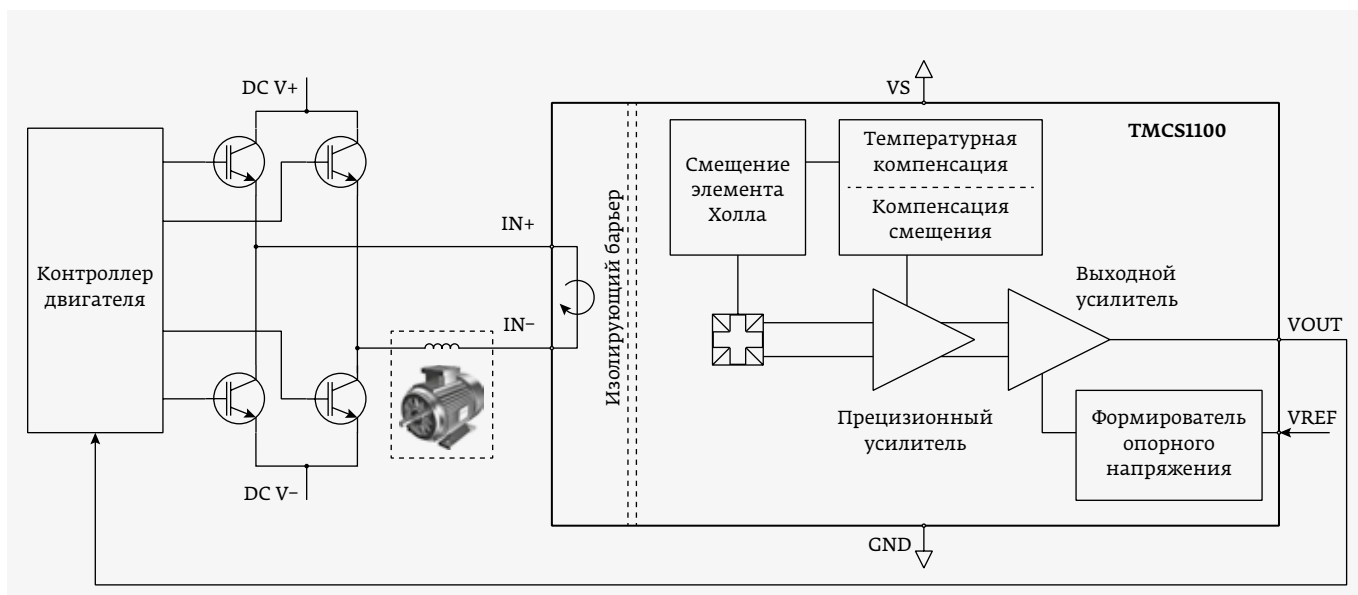 DC V+
VS
TMCS1100
Контроллер
двигателя
IN+
IN−
Изолирующий барьер
Смещение
элемента
Холла
Температурная
компенсация
Компенсация
смещения
Выходной
усилитель
VOUT
Прецизионный
усилитель
Формирователь
опорного
напряжения
VREF
DC V−
GND